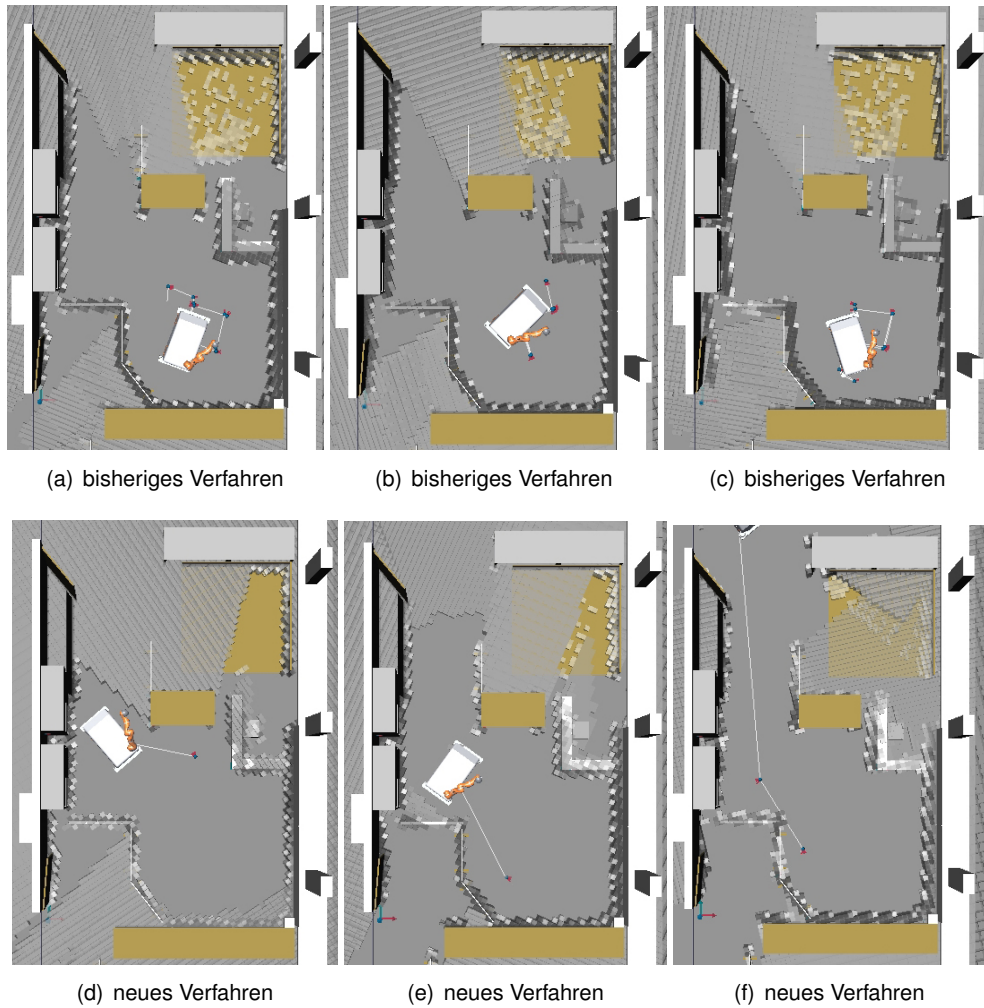 (a) bisheriges Verfahren
(b) bisheriges Verfahren
(c) bisheriges Verfahren
(d) neues Verfahren
(e) neues Verfahren
(f) neues Verfahren